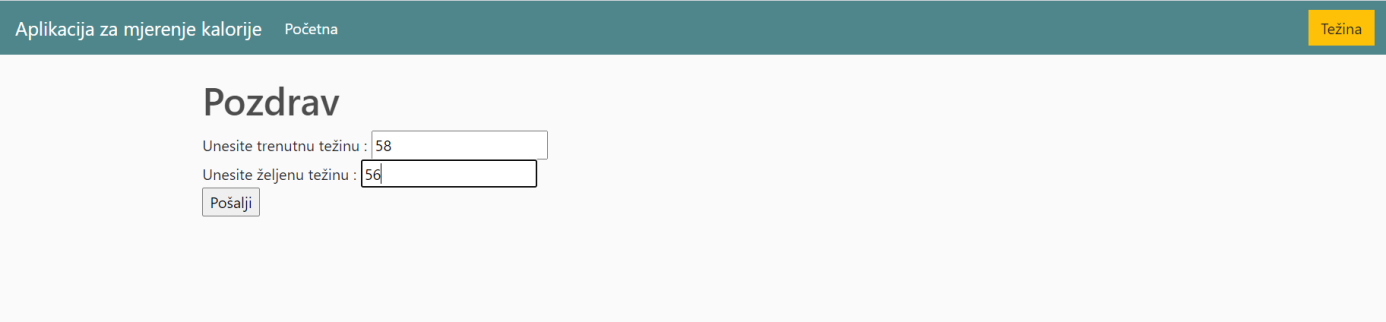 Aplikacija za mjerenje kalorije Početna Težina
Pozdrav
Unesite trenutnu težinu : 58
Unesite željenu težinu : 56
Pošalji